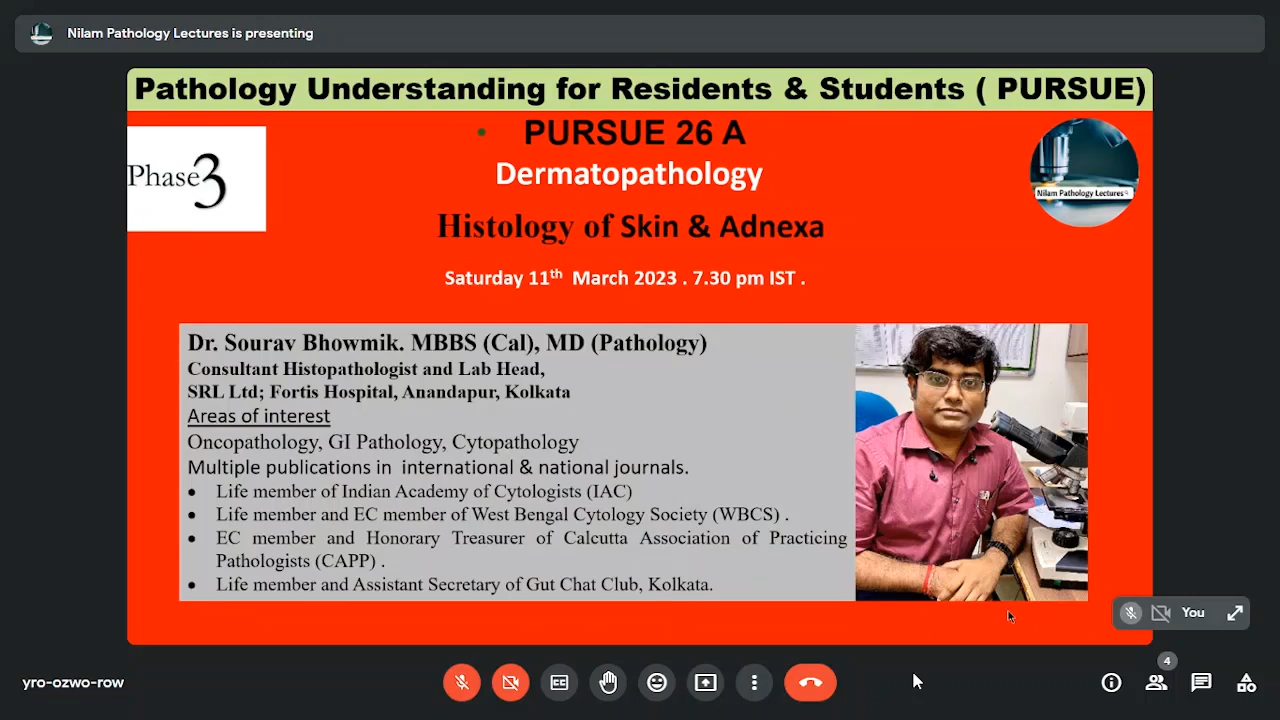 Nilam Pathology Lectures is presenting
Pathology Understanding for Residents & Students ( PURSUE)
• PURSUE 26 A
Phase3
Dermatopathology
Nilam Pathology Lectures
Histology of Skin & Adnexa
Saturday 11th March 2023 . 7.30 pm IST .
Dr. Sourav Bhowmik. MBBS (Cal), MD (Pathology)
Consultant Histopathologist and Lab Head,
SRL Ltd; Fortis Hospital, Anandapur, Kolkata
Areas of interest
Oncopathology, GI Pathology, Cytopathology
Multiple publications in international & national journals.
• Life member of Indian Academy of Cytologists (IAC)
• Life member and EC member of West Bengal Cytology Society (WBCS) .
• EC member and Honorary Treasurer of Calcutta Association of Practicing
Pathologists (CAPP) .
• Life member and Assistant Secretary of Gut Chat Club, Kolkata.
You
yro-ozwo-row
4